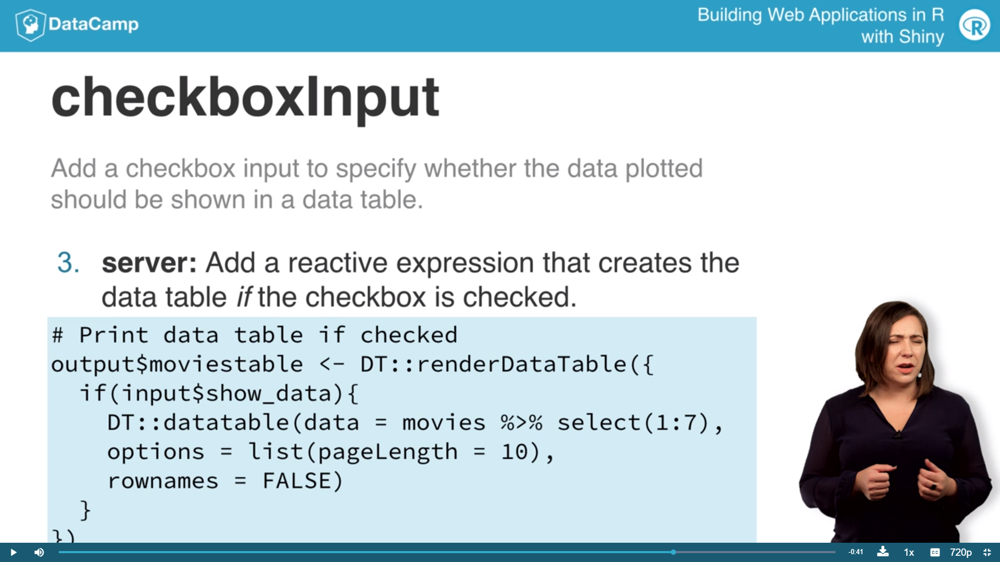 DataCamp
Building Web Applications in R
with Shiny
R
checkboxInput
Add a checkbox input to specify whether the data plotted
should be shown in a data table.
3. server: Add a reactive expression that creates the
data table if the checkbox is checked.
# Print data table if checked
output$moviestable <- DT::renderDataTable({
  if(input$show_data){
    DT::datatable(data = movies %>% select(1:7),
    options = list(pageLength = 10),
    rownames = FALSE)
  }
})
-0:41
1x
CC
720p